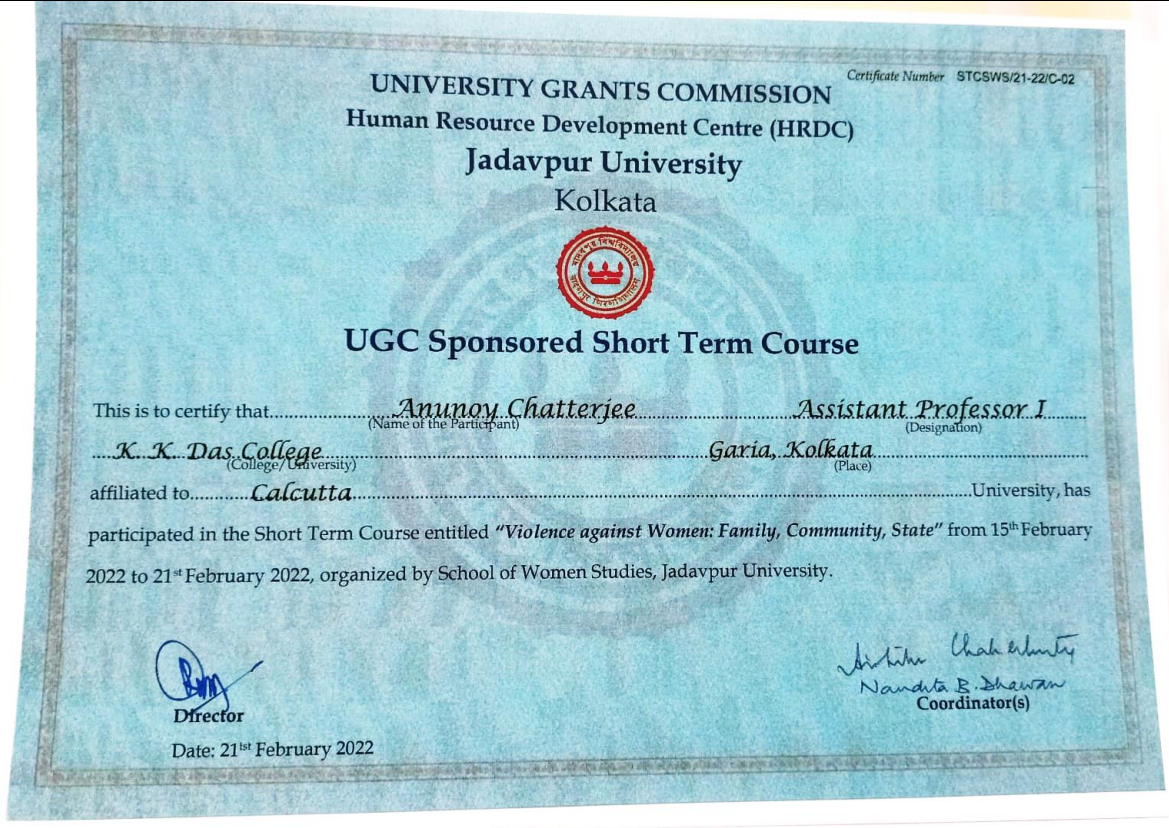 Certificate Number STCSWS/21-22/C-02
UNIVERSITY GRANTS COMMISSION
Human Resource Development Centre (HRDC)
Jadavpur University
Kolkata
UGC Sponsored Short Term Course
This is to certify that Anunoy Chatterjee Assistant Professor I
(Name of the Participant) (Designation)
K. K. Das College Garia, Kolkata
(College/University) (Place)
affiliated to Calcutta University, has
participated in the Short Term Course entitled "Violence against Women: Family, Community, State" from 15th February
2022 to 21st February 2022, organized by School of Women Studies, Jadavpur University.
Nandita B. Dhawan
Director Coordinator(s)
Date: 21ist February 2022